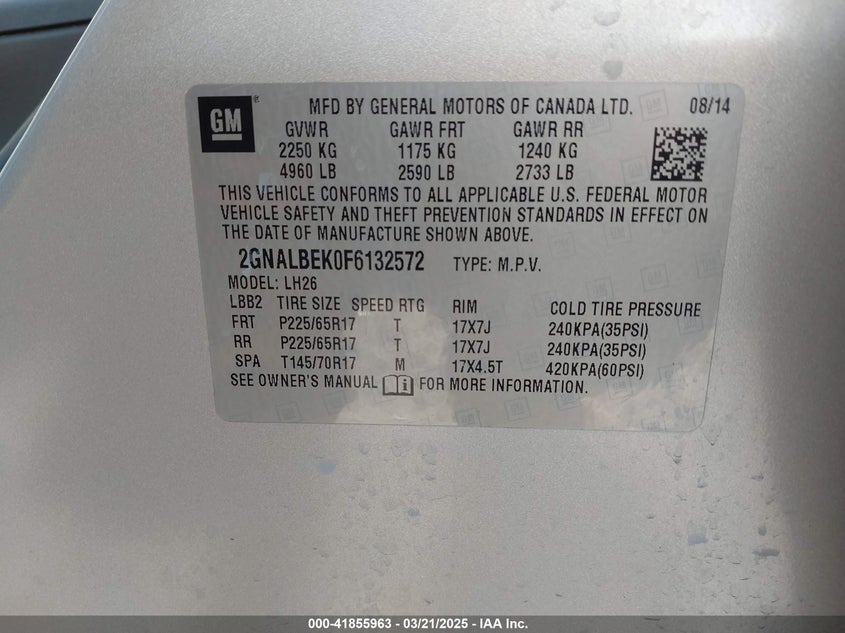 GM ® MFD BY GENERAL MOTORS OF CANADA LTD. 08/14
GVWR GAWR FRT GAWR RR
2250 KG 1175 KG 1240 KG
4960 LB 2590 LB 2733 LB
THIS VEHICLE CONFORMS TO ALL APPLICABLE U.S. FEDERAL MOTOR
VEHICLE SAFETY AND THEFT PREVENTION STANDARDS IN EFFECT ON
THE DATE OF MANUFACTURE SHOWN ABOVE.
2GNALBEK0F6132572 TYPE: M.P.V.
MODEL: LH26
LBB2 TIRE SIZE SPEED RTG RIM COLD TIRE PRESSURE
FRT P225/65R17 T 17X7J 240KPA(35PSI)
RR P225/65R17 T 17X7J 240KPA(35PSI)
SPA T145/70R17 M 17X4.5T 420KPA(60PSI)
SEE OWNER'S MANUAL FOR MORE INFORMATION.
000-41855963 — 03/21/2025 — IAA Inc.